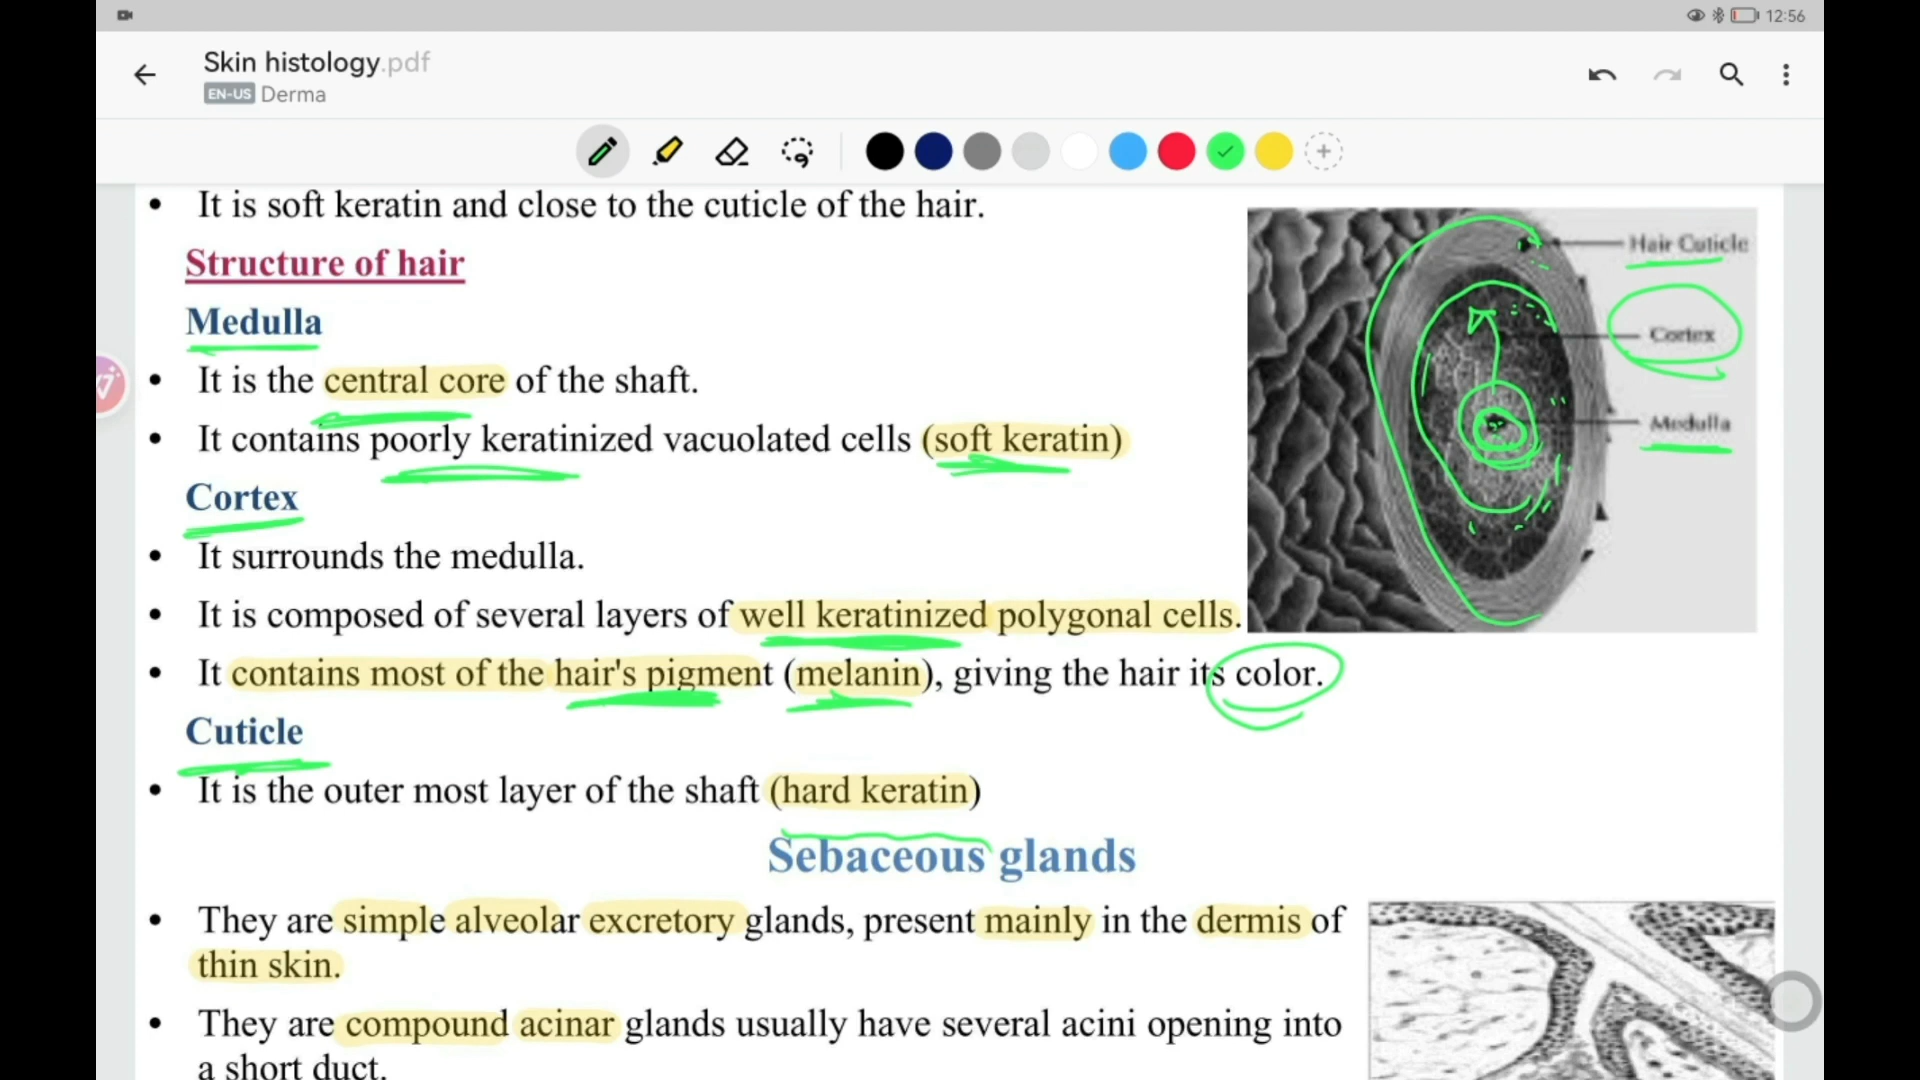 12:56
Skin histology.pdf
EN-US Derma
• It is soft keratin and close to the cuticle of the hair.
Structure of hair
Medulla
• It is the central core of the shaft.
• It contains poorly keratinized vacuolated cells (soft keratin)
Cortex
• It surrounds the medulla.
• It is composed of several layers of well keratinized polygonal cells.
• It contains most of the hair's pigment (melanin), giving the hair its color.
Cuticle
• It is the outer most layer of the shaft (hard keratin)
Hair Cuticle
Cortex
Medulla
Sebaceous glands
• They are simple alveolar excretory glands, present mainly in the dermis of
thin skin.
• They are compound acinar glands usually have several acini opening into
a short duct.